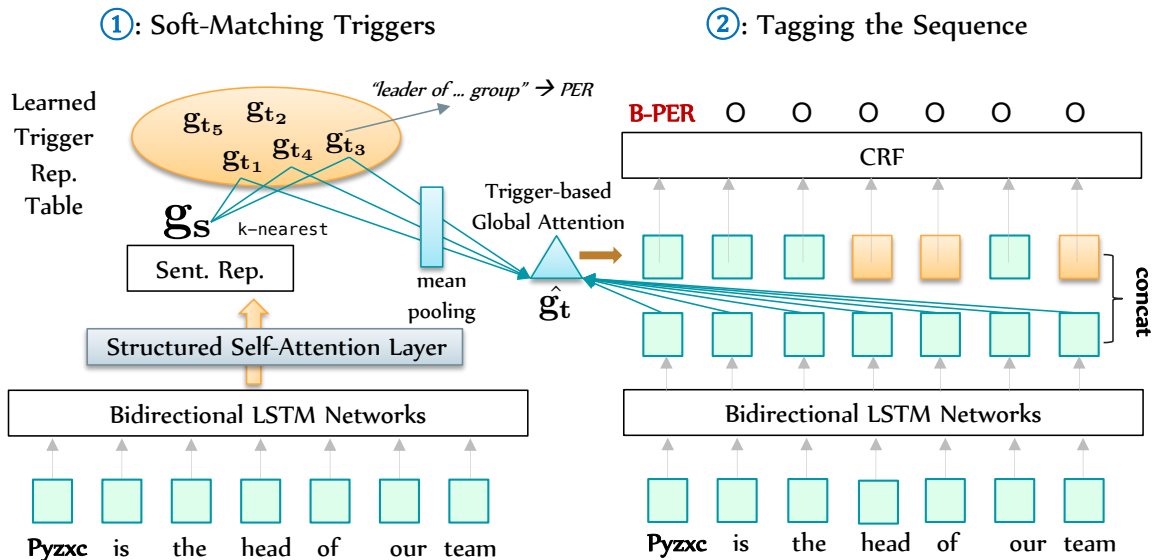 ①: Soft-Matching Triggers
Learned
Trigger
Rep.
Table
g_t5
g_t2
g_t1
g_t4
g_t3
"leader of ... group" → PER
g_s
k-nearest
Sent. Rep.
mean
pooling
Structured Self-Attention Layer
Bidirectional LSTM Networks
Pyzxc is the head of our team
Trigger-based
Global Attention
ĝ_t
②: Tagging the Sequence
B-PER O O O O O O
CRF
concat
Bidirectional LSTM Networks
Pyzxc is the head of our team